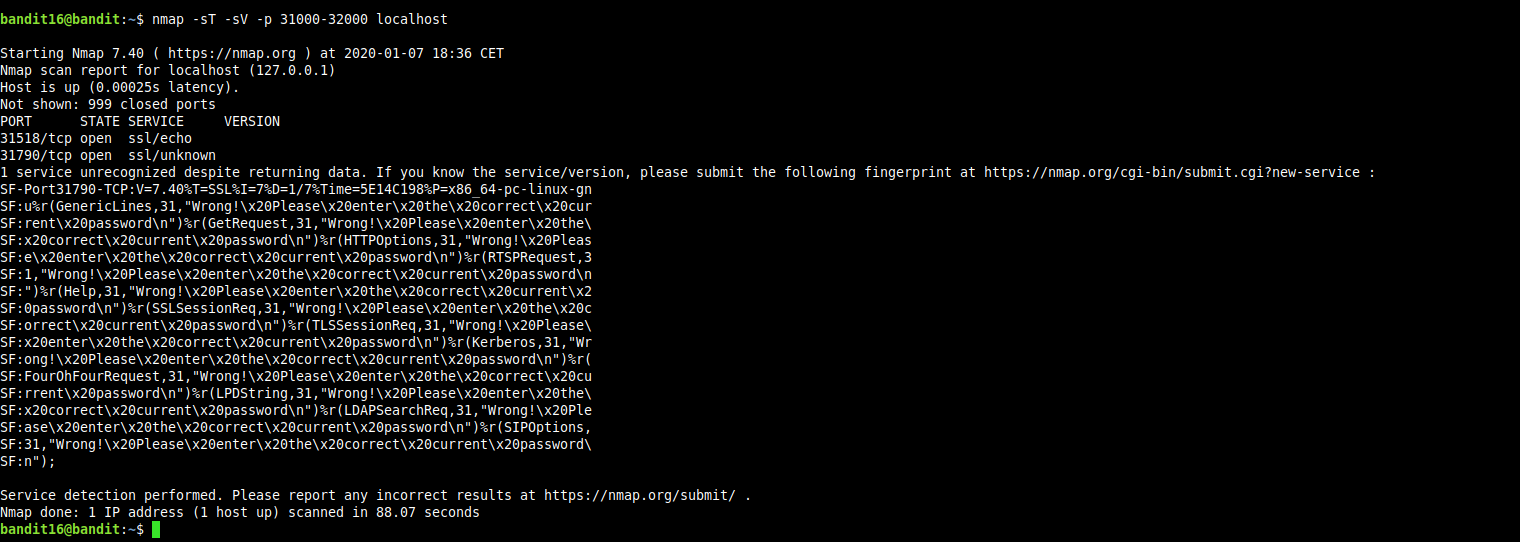 bandit16@bandit:~$ nmap -sT -sV -p 31000-32000 localhost
Starting Nmap 7.40 ( https://nmap.org ) at 2020-01-07 18:36 CET
Nmap scan report for localhost (127.0.0.1)
Host is up (0.00025s latency).
Not shown: 999 closed ports
PORT      STATE SERVICE     VERSION
31518/tcp open  ssl/echo
31790/tcp open  ssl/unknown
1 service unrecognized despite returning data. If you know the service/version, please submit the following fingerprint at https://nmap.org/cgi-bin/submit.cgi?new-service :
SF-Port31790-TCP:V=7.40%T=SSL%I=7%D=1/7%Time=5E14C198%P=x86_64-pc-linux-gn
SF:u%r(GenericLines,31,"Wrong!\x20Please\x20enter\x20the\x20correct\x20cur
SF:rent\x20password\n")%r(GetRequest,31,"Wrong!\x20Please\x20enter\x20the\
SF:x20correct\x20current\x20password\n")%r(HTTPOptions,31,"Wrong!\x20Pleas
SF:e\x20enter\x20the\x20correct\x20current\x20password\n")%r(RTSPRequest,3
SF:1,"Wrong!\x20Please\x20enter\x20the\x20correct\x20current\x20password\n
SF:")%r(Help,31,"Wrong!\x20Please\x20enter\x20the\x20correct\x20current\x2
SF:0password\n")%r(SSLSessionReq,31,"Wrong!\x20Please\x20enter\x20the\x20c
SF:orrect\x20current\x20password\n")%r(TLSSessionReq,31,"Wrong!\x20Please\
SF:x20enter\x20the\x20correct\x20current\x20password\n")%r(Kerberos,31,"Wr
SF:ong!\x20Please\x20enter\x20the\x20correct\x20current\x20password\n")%r(
SF:FourOhFourRequest,31,"Wrong!\x20Please\x20enter\x20the\x20correct\x20cu
SF:rrent\x20password\n")%r(LPDString,31,"Wrong!\x20Please\x20enter\x20the\
SF:x20correct\x20current\x20password\n")%r(LDAPSearchReq,31,"Wrong!\x20Ple
SF:ase\x20enter\x20the\x20correct\x20current\x20password\n")%r(SIPOptions,
SF:31,"Wrong!\x20Please\x20enter\x20the\x20correct\x20current\x20password\
SF:n");
Service detection performed. Please report any incorrect results at https://nmap.org/submit/ .
Nmap done: 1 IP address (1 host up) scanned in 88.07 seconds
bandit16@bandit:~$